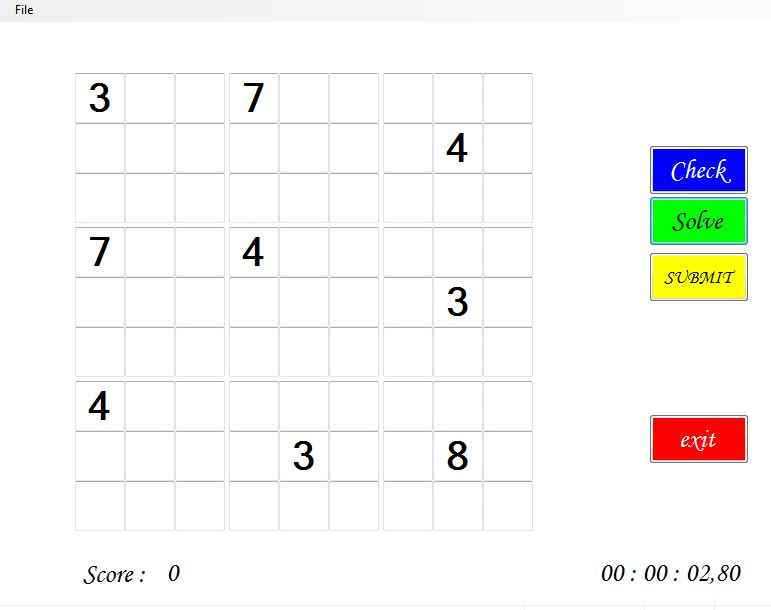 File
3 7
4
Check
Solve
7 4
SUBMIT
3
4
exit
3 8
Score : 0
00 : 00 : 02,80